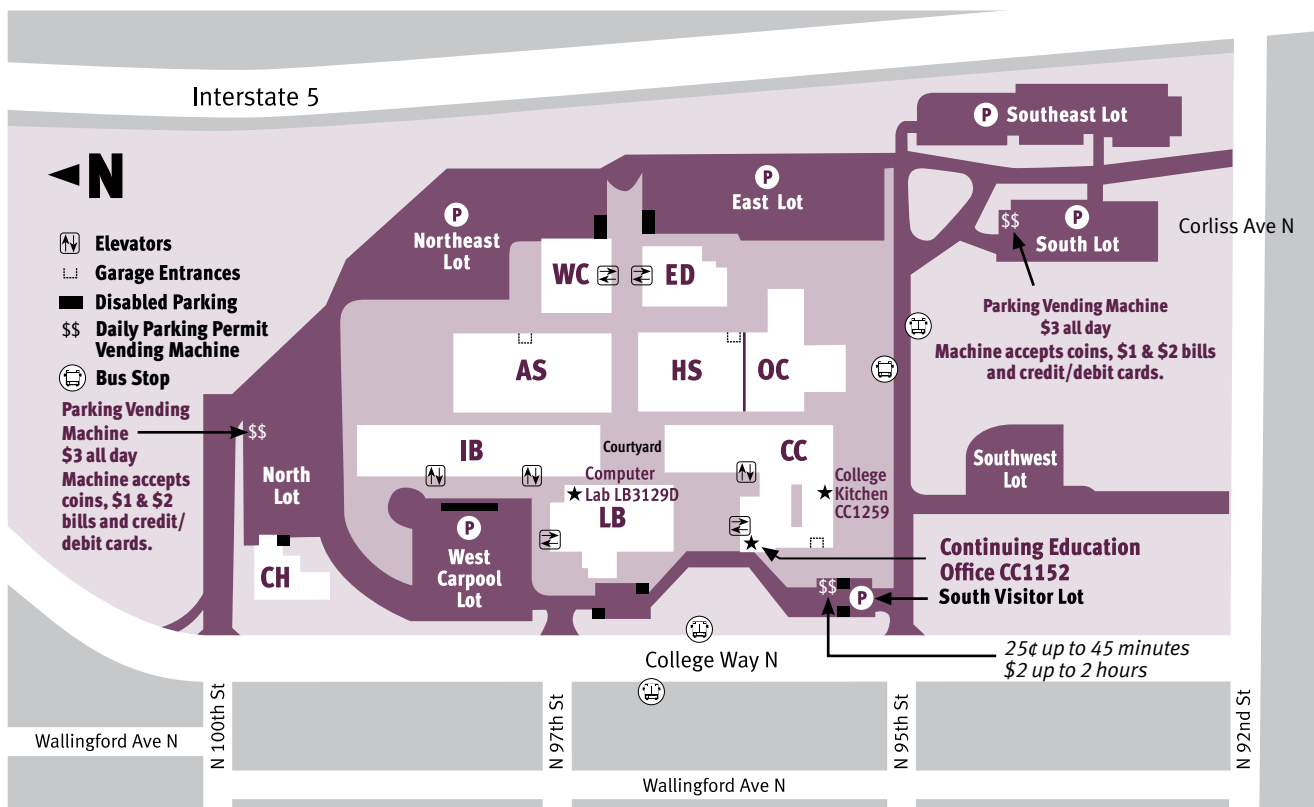 Interstate 5
N
Elevators
Garage Entrances
Disabled Parking
$$ Daily Parking Permit
Vending Machine
Bus Stop
Parking Vending
Machine
$3 all day
Machine accepts
coins, $1 & $2
bills and credit/
debit cards.
$$
North
Lot
CH
P
Northeast
Lot
P
East Lot
P Southeast Lot
$$
P
South Lot
Corliss Ave N
Parking Vending Machine
$3 all day
Machine accepts coins, $1 & $2 bills
and credit/debit cards.
WC
ED
AS
HS
OC
IB
Courtyard
CC
Computer
Lab LB3129D
LB
College
Kitchen
CC1259
Southwest
Lot
P
West
Carpool
Lot
Continuing Education
Office CC1152
South Visitor Lot
$$
P
25¢ up to 45 minutes
$2 up to 2 hours
College Way N
N 100th St
N 97th St
N 95th St
N 92nd St
Wallingford Ave N
Wallingford Ave N